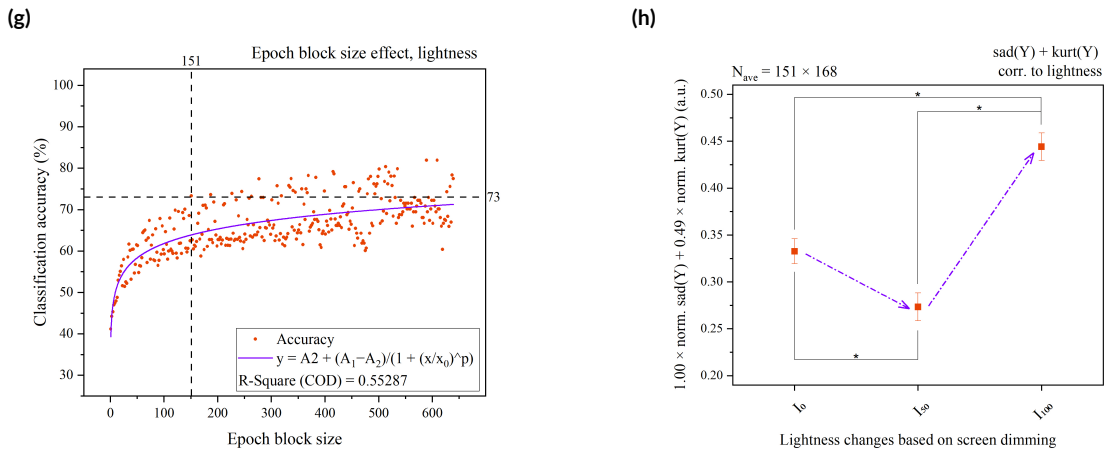 (g)
Epoch block size effect, lightness
151
100
90
80
70
60
50
40
30
73
Classification accuracy (%)
Accuracy
y = A2 + (A₁−A₂)/(1 + (x/x₀)^p)
R-Square (COD) = 0.55287
0 100 200 300 400 500 600
Epoch block size
(h)
sad(Y) + kurt(Y)
Nave = 151 × 168 corr. to lightness
0.50
0.45
0.40
0.35
0.30
0.25
0.20
1.00 × norm. sad(Y) + 0.49 × norm. kurt(Y) (a.u.)
*
*
*
I₀ I₅₀ I₁₀₀
Lightness changes based on screen dimming